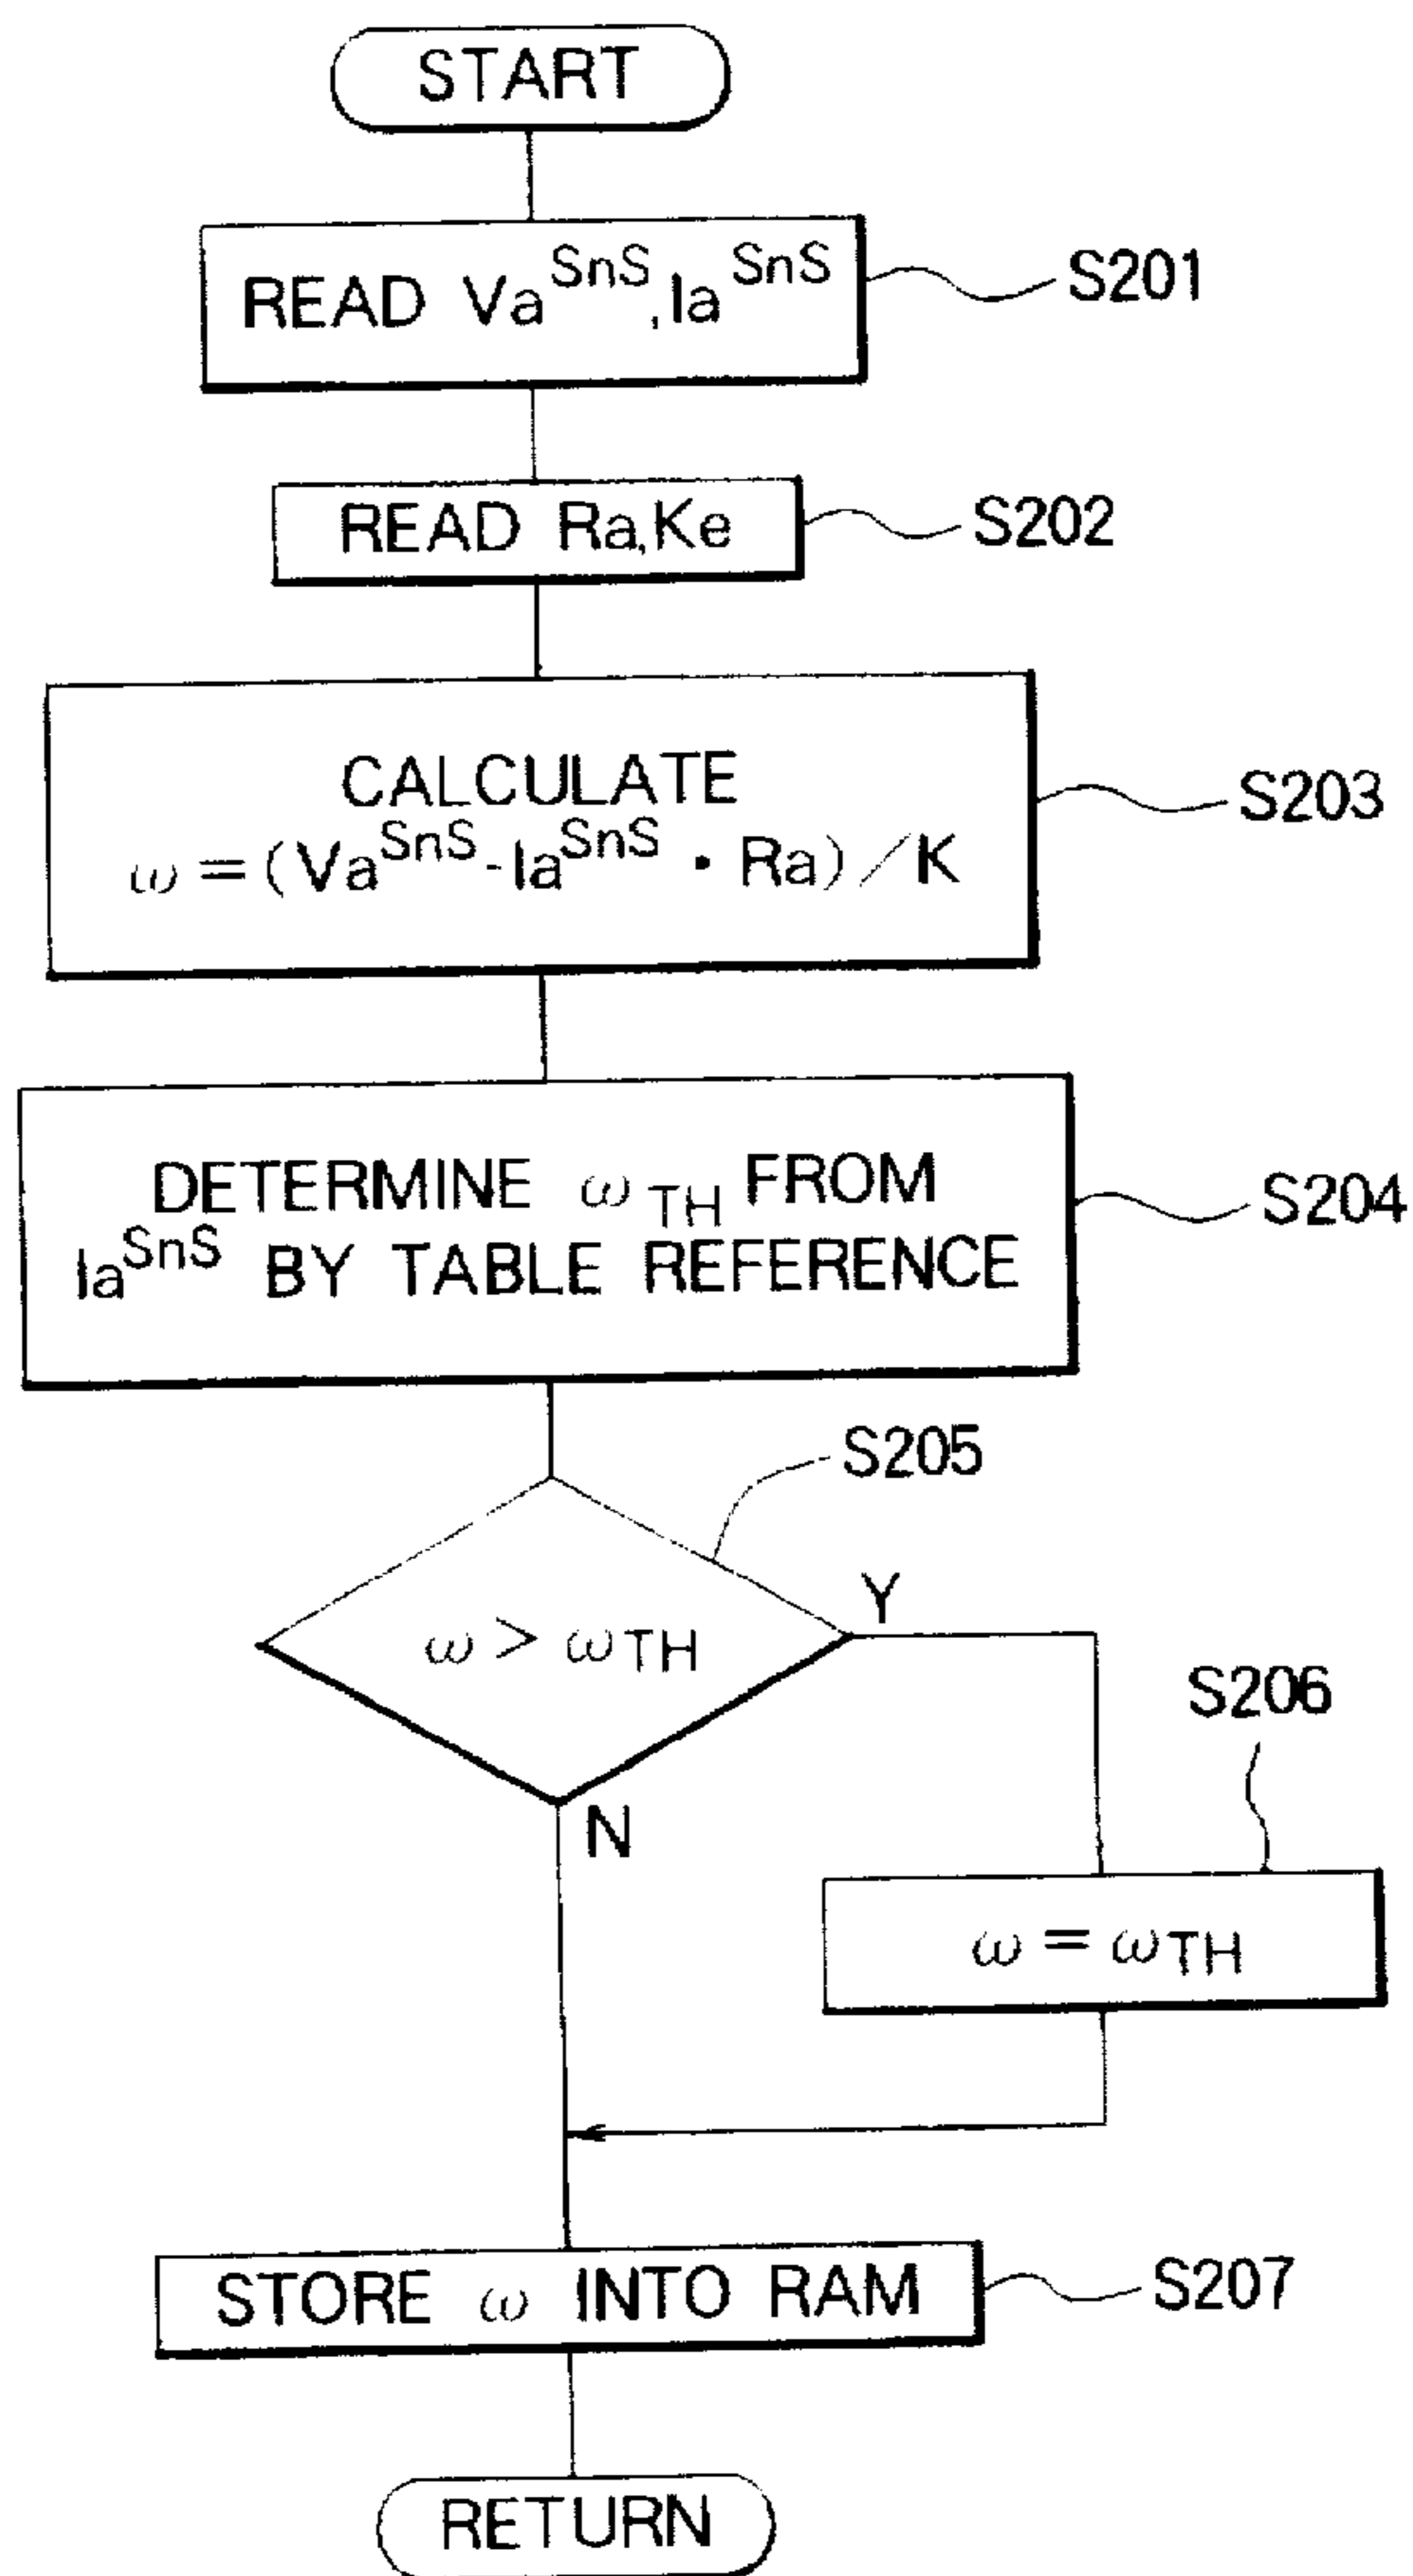 START
READ Va^SnS, Ia^SnS
S201
READ Ra, Ke
S202
CALCULATE
ω = (Va^SnS - Ia^SnS · Ra) / K
S203
DETERMINE ω_TH FROM
Ia^SnS BY TABLE REFERENCE
S204
S205
ω > ω_TH
Y
S206
N
ω = ω_TH
STORE ω INTO RAM
S207
RETURN